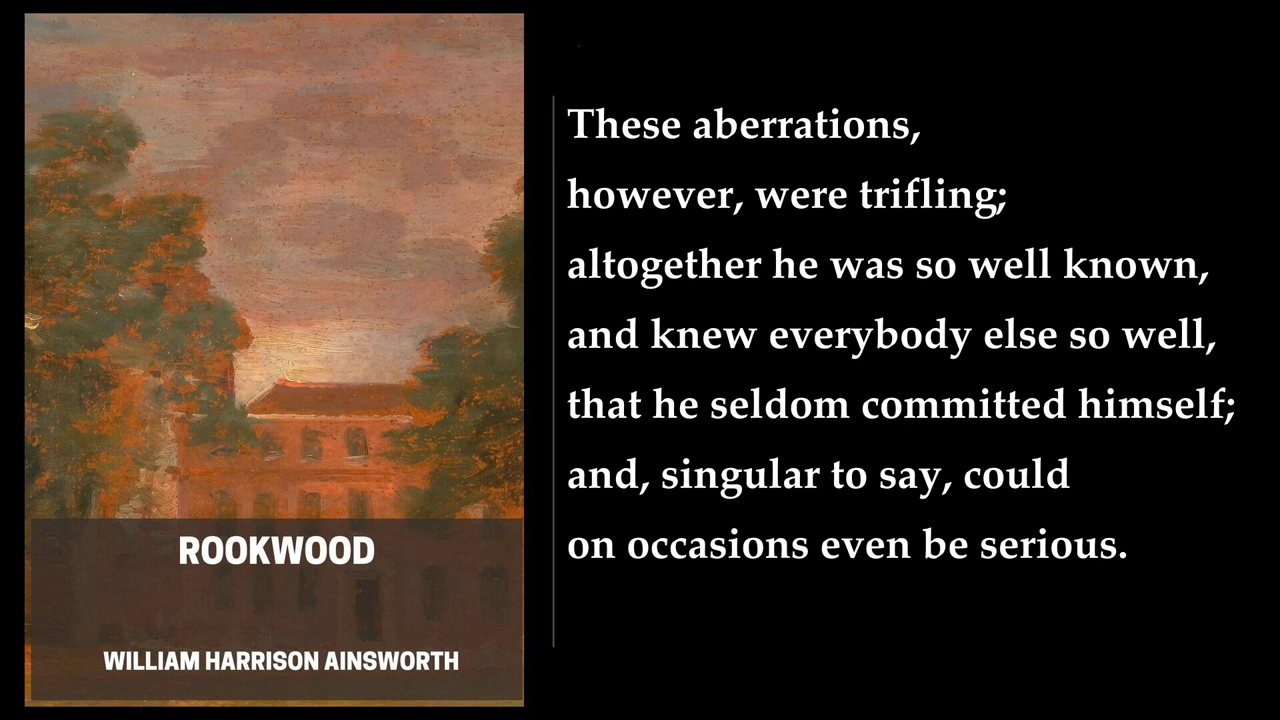 These aberrations,
however, were trifling;
altogether he was so well known,
and knew everybody else so well,
that he seldom committed himself;
and, singular to say, could
on occasions even be serious.
ROOKWOOD
WILLIAM HARRISON AINSWORTH